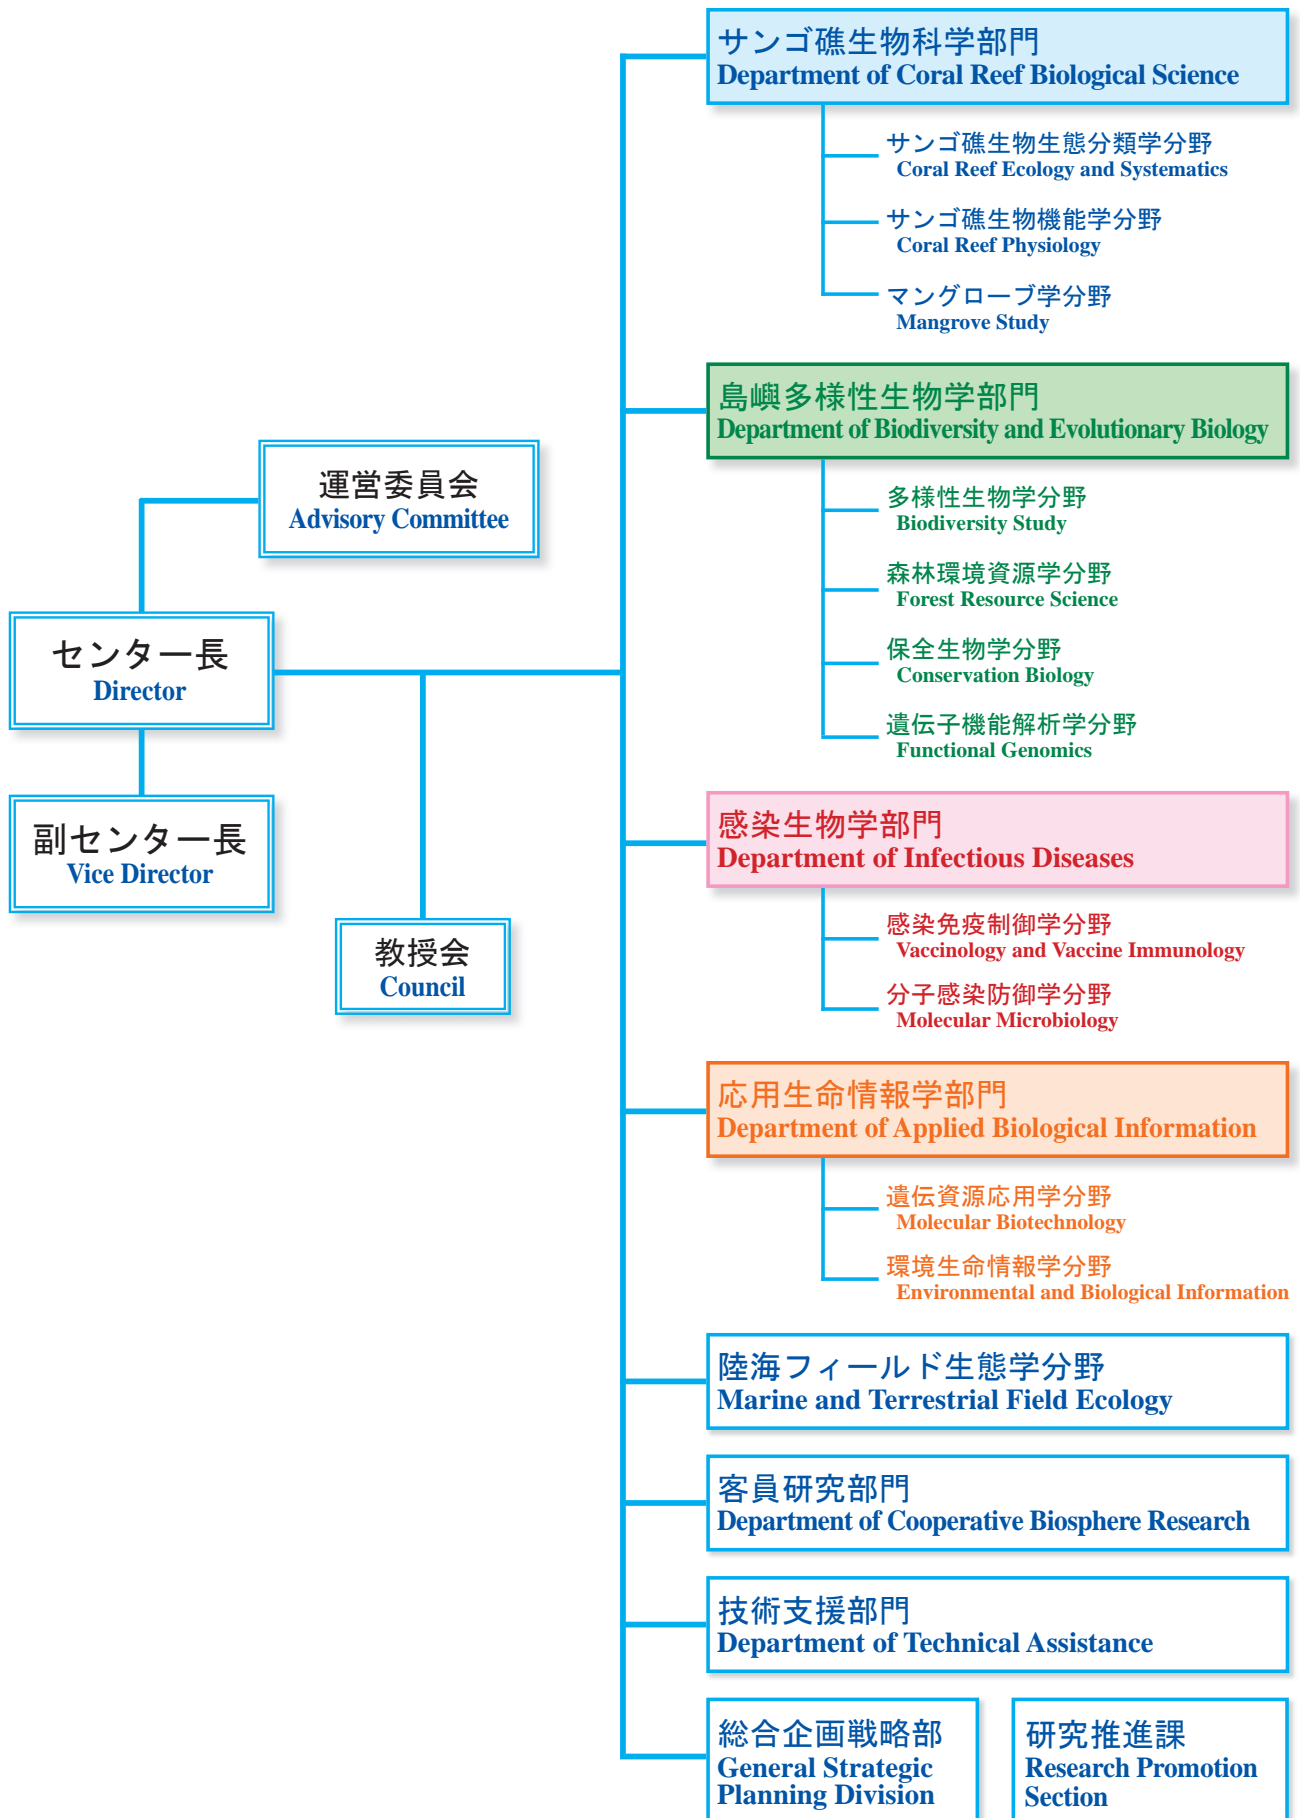 サンゴ礁生物科学部門
Department of Coral Reef Biological Science
サンゴ礁生物生態分類学分野
Coral Reef Ecology and Systematics
サンゴ礁生物機能学分野
Coral Reef Physiology
マングローブ学分野
Mangrove Study
島嶼多様性生物学部門
Department of Biodiversity and Evolutionary Biology
多様性生物学分野
Biodiversity Study
森林環境資源学分野
Forest Resource Science
保全生物学分野
Conservation Biology
遺伝子機能解析学分野
Functional Genomics
運営委員会
Advisory Committee
センター長
Director
副センター長
Vice Director
教授会
Council
感染生物学部門
Department of Infectious Diseases
感染免疫制御学分野
Vaccinology and Vaccine Immunology
分子感染防御学分野
Molecular Microbiology
応用生命情報学部門
Department of Applied Biological Information
遺伝資源応用学分野
Molecular Biotechnology
環境生命情報学分野
Environmental and Biological Information
陸海フィールド生態学分野
Marine and Terrestrial Field Ecology
客員研究部門
Department of Cooperative Biosphere Research
技術支援部門
Department of Technical Assistance
総合企画戦略部
General Strategic
Planning Division
研究推進課
Research Promotion
Section